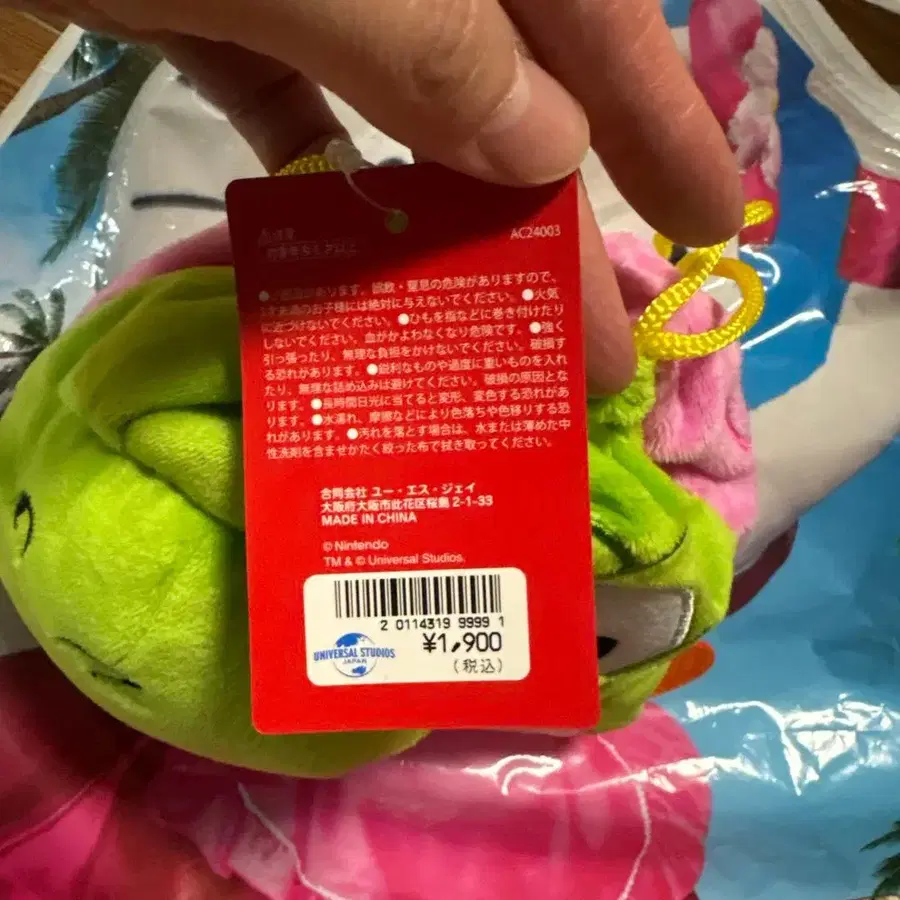 AC24003
誤飲・窒息の危険がありますので、
お子様には絶対に与えないでください。●火気
に近づけないでください。●ひもを指などに巻き付けたり
しないでください。血がかよわなくなり危険です。●強く
引っ張ったり、無理な負担をかけないでください。破損す
る恐れがあります。●鋭利なものや過度に重いものを入れ
たり、無理な詰め込みは避けてください。破損の原因とな
ります。●長時間日光に当てると変形、変色する恐れがあ
ります。●水濡れ、摩擦などにより色落ちや色移りする恐
れがあります。●汚れを落とす場合は、水または薄めた中
性洗剤を含ませかたく絞った布で拭き取ってください。
合同会社 ユー・エス・ジェイ
大阪府大阪市此花区桜島 2-1-33
MADE IN CHINA
© Nintendo
TM & © Universal Studios.
2 0114319 9999 1
¥1,900
(税込)
UNIVERSAL STUDIOS
JAPAN